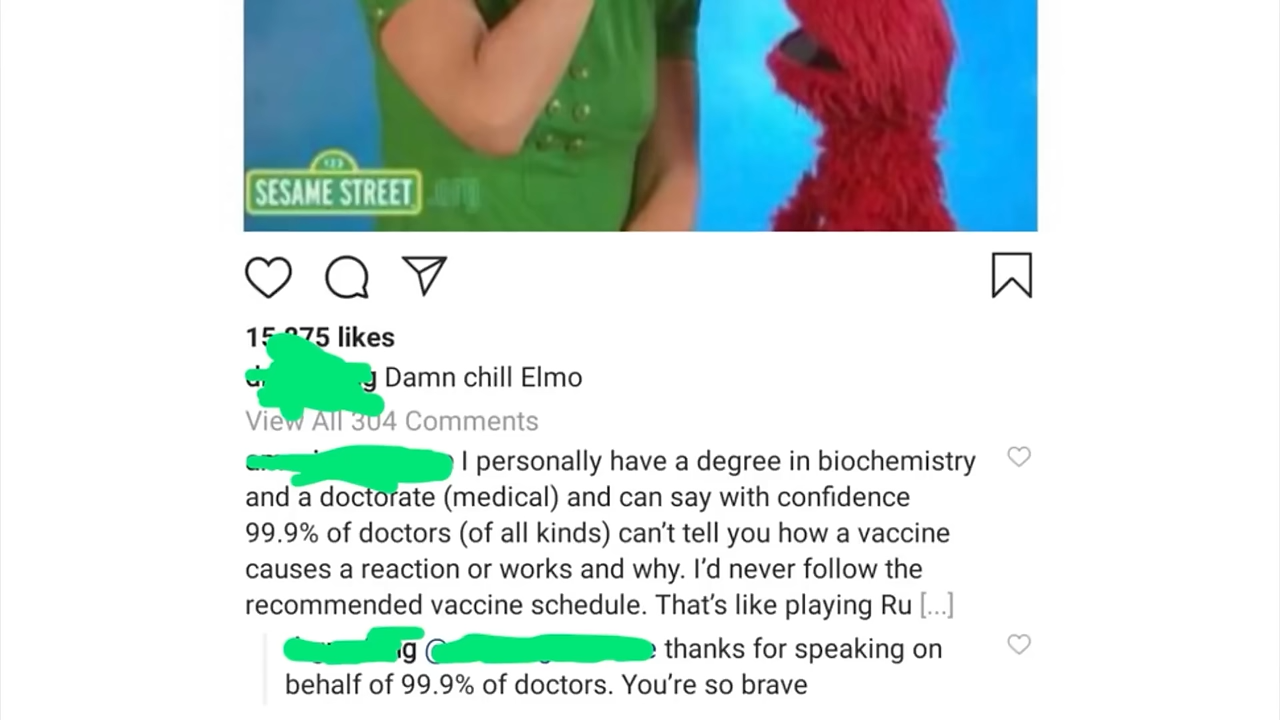 123
SESAME STREET .org
likes
Damn chill Elmo
View All 304 Comments
I personally have a degree in biochemistry
and a doctorate (medical) and can say with confidence
99.9% of doctors (of all kinds) can't tell you how a vaccine
causes a reaction or works and why. I'd never follow the
recommended vaccine schedule. That's like playing Ru [...]
thanks for speaking on
behalf of 99.9% of doctors. You're so brave